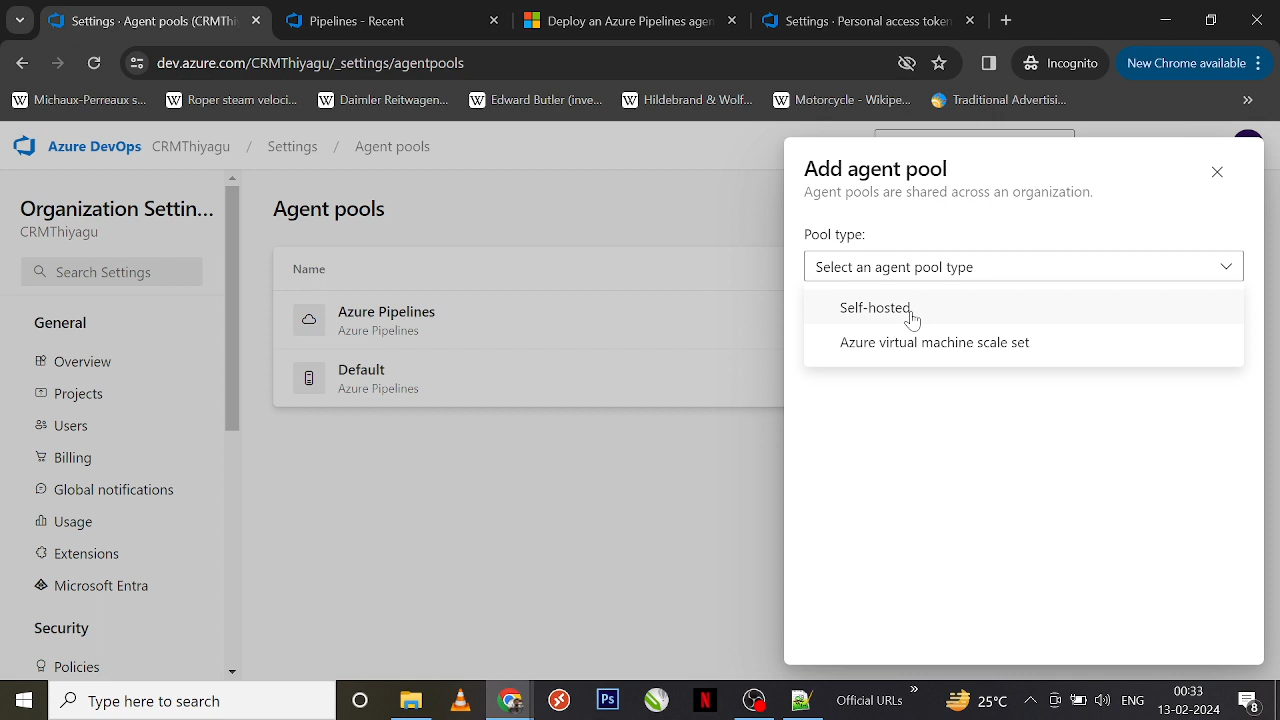 Settings - Agent pools (CRMThi
Pipelines - Recent
Deploy an Azure Pipelines agen
Settings · Personal access token
dev.azure.com/CRMThiyagu/_settings/agentpools
Incognito
New Chrome available
Michaux-Perreaux s...
Roper steam veloci...
Daimler Reitwagen...
Edward Butler (inve...
Hildebrand & Wolf...
Motorcycle - Wikipe...
Traditional Advertisi...
Azure DevOps CRMThiyagu / Settings / Agent pools
Organization Settin...
CRMThiyagu
Search Settings
General
Overview
Projects
Users
Billing
Global notifications
Usage
Extensions
Microsoft Entra
Security
Policies
Agent pools
Name
Azure Pipelines
Azure Pipelines
Default
Azure Pipelines
Add agent pool
Agent pools are shared across an organization.
Pool type:
Select an agent pool type
Self-hosted
Azure virtual machine scale set
Type here to search
Ps
N
Official URLs
25°C
ENG
00:33
13-02-2024
8